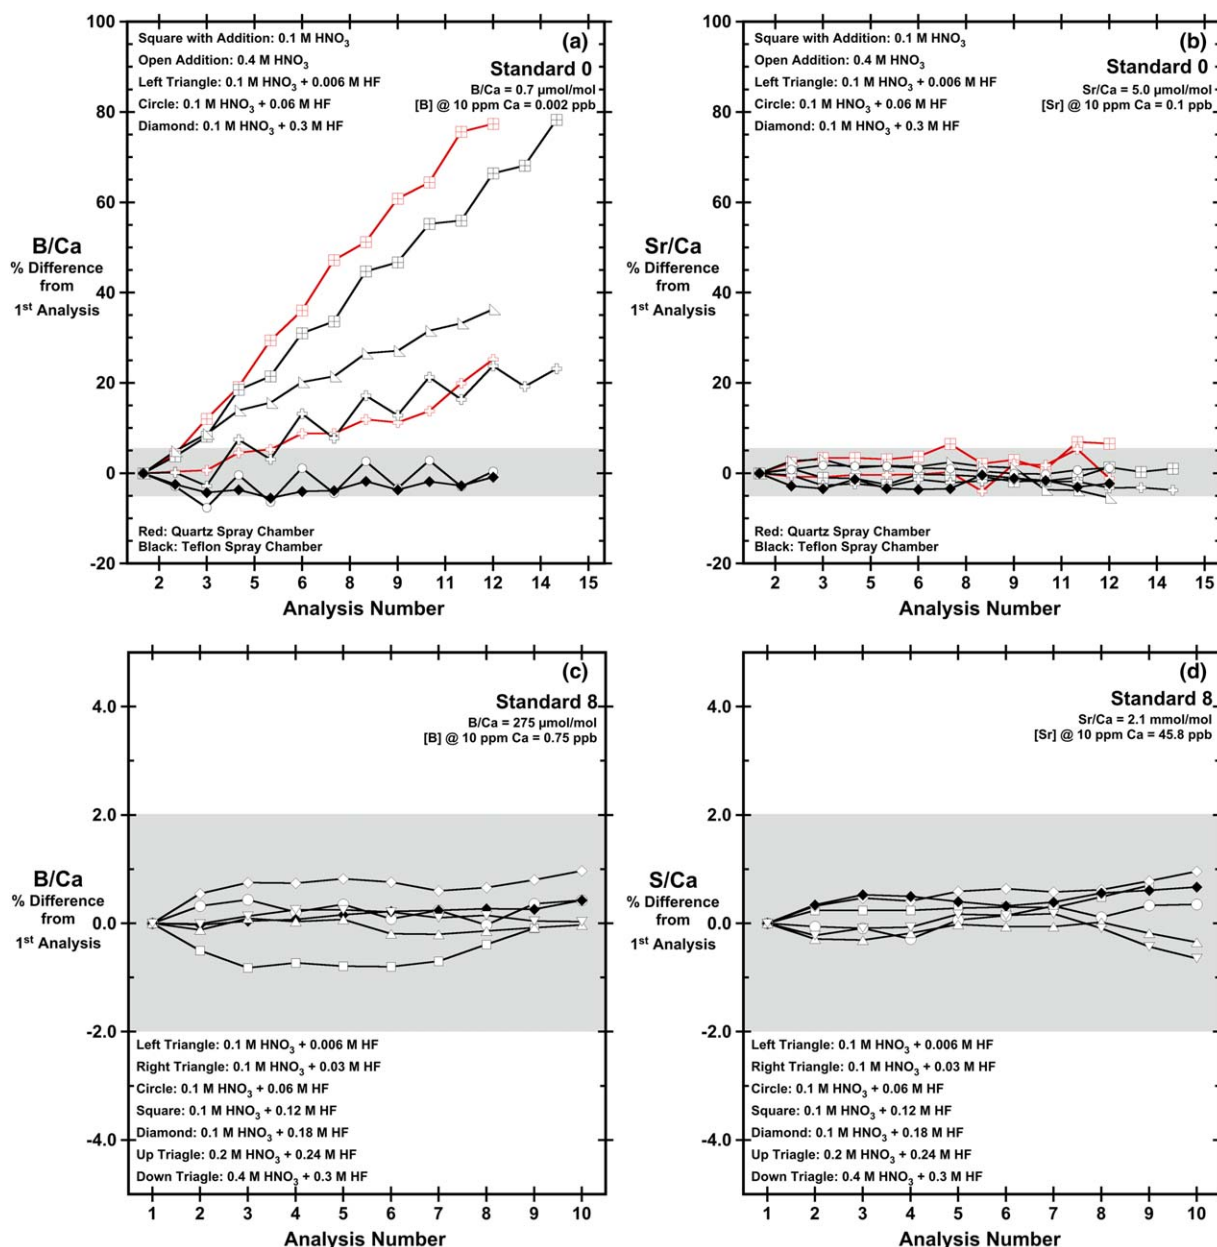 (a)
Standard 0
B/Ca = 0.7 µmol/mol
[B] @ 10 ppm Ca = 0.002 ppb
Square with Addition: 0.1 M HNO3
Open Addition: 0.4 M HNO3
Left Triangle: 0.1 M HNO3 + 0.006 M HF
Circle: 0.1 M HNO3 + 0.06 M HF
Diamond: 0.1 M HNO3 + 0.3 M HF
100
80
60
40
20
0
-20
B/Ca
% Difference
from
1st Analysis
Red: Quartz Spray Chamber
Black: Teflon Spray Chamber
2 3 5 6 8 9 11 12 14 15
Analysis Number
(b)
Standard 0
Sr/Ca = 5.0 µmol/mol
[Sr] @ 10 ppm Ca = 0.1 ppb
Square with Addition: 0.1 M HNO3
Open Addition: 0.4 M HNO3
Left Triangle: 0.1 M HNO3 + 0.006 M HF
Circle: 0.1 M HNO3 + 0.06 M HF
Diamond: 0.1 M HNO3 + 0.3 M HF
100
80
60
40
20
0
-20
Sr/Ca
% Difference
from
1st Analysis
Red: Quartz Spray Chamber
Black: Teflon Spray Chamber
2 3 5 6 8 9 11 12 14 15
Analysis Number
(c)
Standard 8
B/Ca = 275 µmol/mol
[B] @ 10 ppm Ca = 0.75 ppb
4.0
2.0
0.0
-2.0
-4.0
B/Ca
% Difference
from
1st Analysis
Left Triangle: 0.1 M HNO3 + 0.006 M HF
Right Triangle: 0.1 M HNO3 + 0.03 M HF
Circle: 0.1 M HNO3 + 0.06 M HF
Square: 0.1 M HNO3 + 0.12 M HF
Diamond: 0.1 M HNO3 + 0.18 M HF
Up Triagle: 0.2 M HNO3 + 0.24 M HF
Down Triagle: 0.4 M HNO3 + 0.3 M HF
1 2 3 4 5 6 7 8 9 10
Analysis Number
(d)
Standard 8
Sr/Ca = 2.1 mmol/mol
[Sr] @ 10 ppm Ca = 45.8 ppb
4.0
2.0
0.0
-2.0
-4.0
S/Ca
% Difference
from
1st Analysis
Left Triangle: 0.1 M HNO3 + 0.006 M HF
Right Triangle: 0.1 M HNO3 + 0.03 M HF
Circle: 0.1 M HNO3 + 0.06 M HF
Square: 0.1 M HNO3 + 0.12 M HF
Diamond: 0.1 M HNO3 + 0.18 M HF
Up Triagle: 0.2 M HNO3 + 0.24 M HF
Down Triagle: 0.4 M HNO3 + 0.3 M HF
1 2 3 4 5 6 7 8 9 10
Analysis Number